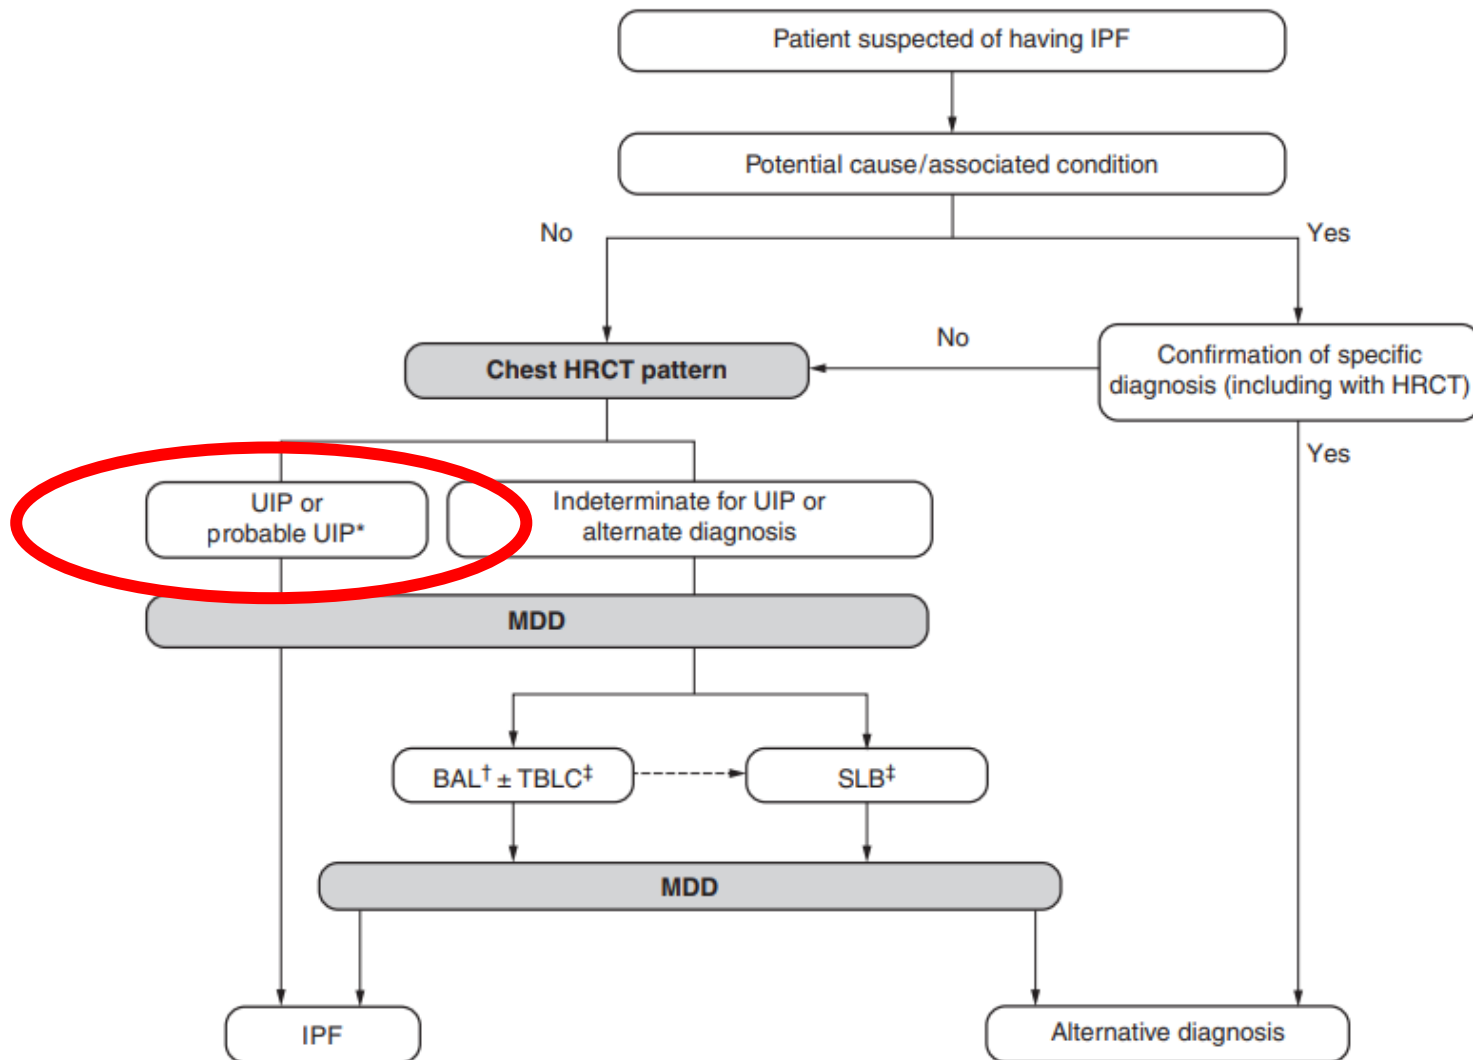 Patient suspected of having IPF
Potential cause/associated condition
No
Yes
No
Chest HRCT pattern
Confirmation of specific
diagnosis (including with HRCT)
Yes
UIP or
probable UIP*
Indeterminate for UIP or
alternate diagnosis
MDD
BAL† ± TBLC‡
SLB‡
MDD
IPF
Alternative diagnosis